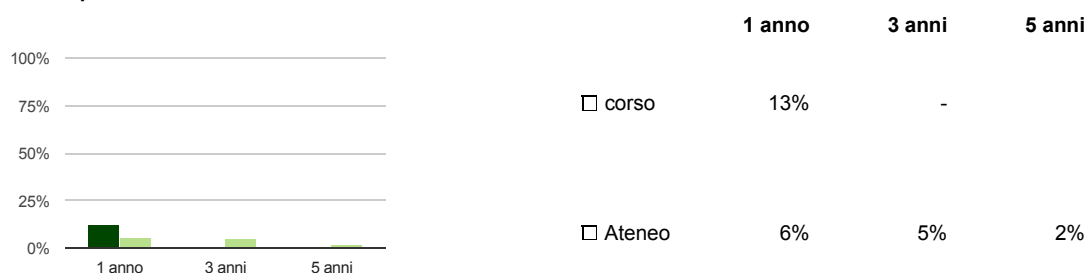 1 anno 3 anni 5 anni
100%
75%
50%
25%
0%
1 anno 3 anni 5 anni
corso 13% -
Ateneo 6% 5% 2%